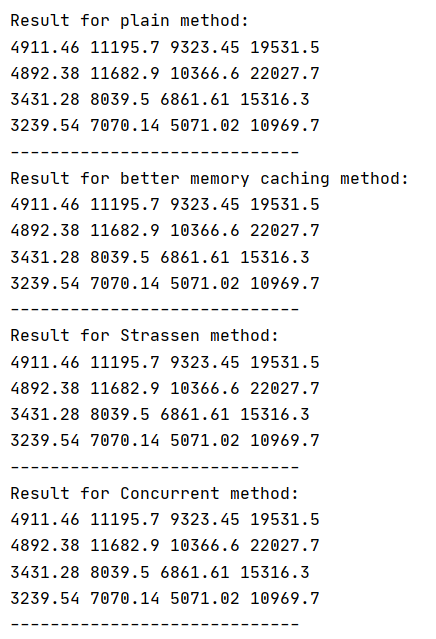 Result for plain method:
4911.46 11195.7 9323.45 19531.5
4892.38 11682.9 10366.6 22027.7
3431.28 8039.5 6861.61 15316.3
3239.54 7070.14 5071.02 10969.7
-----------------------------
Result for better memory caching method:
4911.46 11195.7 9323.45 19531.5
4892.38 11682.9 10366.6 22027.7
3431.28 8039.5 6861.61 15316.3
3239.54 7070.14 5071.02 10969.7
-----------------------------
Result for Strassen method:
4911.46 11195.7 9323.45 19531.5
4892.38 11682.9 10366.6 22027.7
3431.28 8039.5 6861.61 15316.3
3239.54 7070.14 5071.02 10969.7
-----------------------------
Result for Concurrent method:
4911.46 11195.7 9323.45 19531.5
4892.38 11682.9 10366.6 22027.7
3431.28 8039.5 6861.61 15316.3
3239.54 7070.14 5071.02 10969.7
-----------------------------